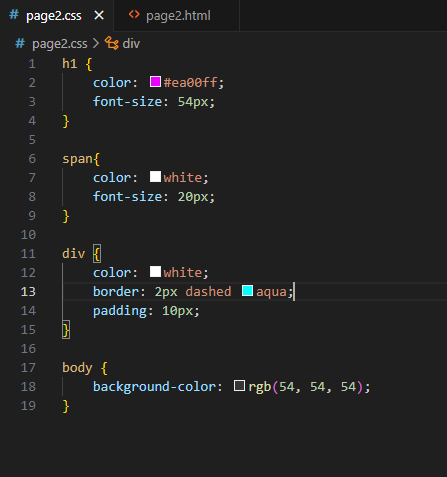 # page2.css × <> page2.html
# page2.css > div
1 h1 {
2     color: #ea00ff;
3     font-size: 54px;
4 }
5
6 span{
7     color: white;
8     font-size: 20px;
9 }
10
11 div {
12     color: white;
13     border: 2px dashed aqua;
14     padding: 10px;
15 }
16
17 body {
18     background-color: rgb(54, 54, 54);
19 }